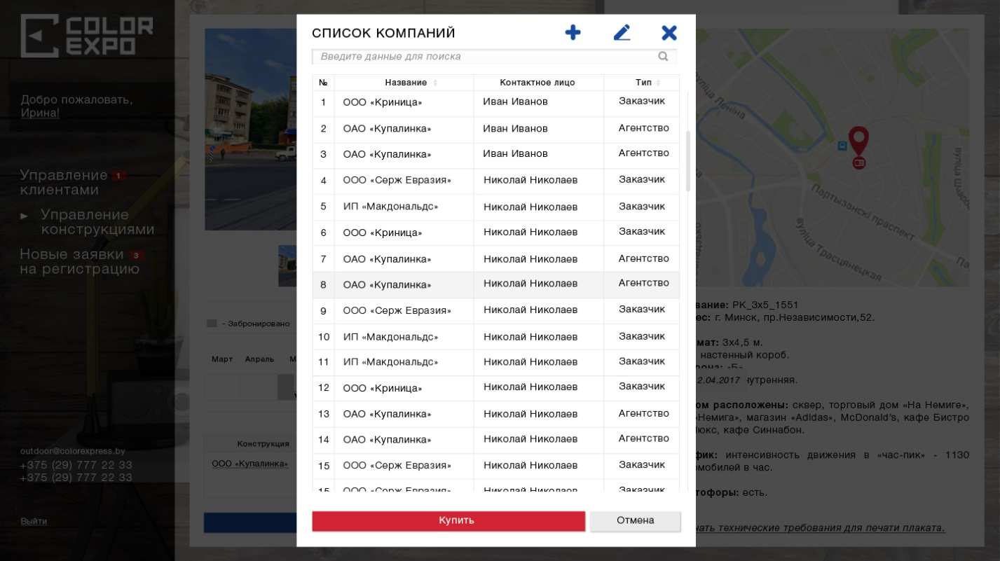 COLOR
EXPO
Добро пожаловать,
Ирина!
Управление 1
клиентами
► Управление
конструкциями
Новые заявки 3
на регистрацию
outdoor@colorexpress.by
+375 (29) 777 22 33
+375 (29) 777 22 33
Выйти
- Забронировано
Март Апрель М
Конструкция
ООО «Купалинка»
СПИСОК КОМПАНИЙ
Введите данные для поиска
№ Название Контактное лицо Тип
1 ООО «Криница» Иван Иванов Заказчик
2 ОАО «Купалинка» Иван Иванов Агентство
3 ОАО «Купалинка» Иван Иванов Агентство
4 ООО «Серж Евразия» Николай Николаев Заказчик
5 ИП «Макдональдс» Николай Николаев Заказчик
6 ООО «Криница» Николай Николаев Заказчик
7 ОАО «Купалинка» Николай Николаев Агентство
8 ОАО «Купалинка» Николай Николаев Агентство
9 ООО «Серж Евразия» Николай Николаев Заказчик
10 ИП «Макдональдс» Николай Николаев Заказчик
11 ИП «Макдональдс» Николай Николаев Заказчик
12 ООО «Криница» Николай Николаев Заказчик
13 ОАО «Купалинка» Николай Николаев Агентство
14 ОАО «Купалинка» Николай Николаев Агентство
15 ООО «Серж Евразия» Николай Николаев Заказчик
15 ООО «Серж Евразия» Николай Николаев Заказчик
Купить Отмена
вуліца Леніна
Партызанскі праспект
вуліца Трасцянецкая
вуліца Шчарс
вание: РК_3х5_1551
ес: г. Минск, пр.Независимости,52.
мат: 3х4,5 м.
настенный короб.
рона: «Б».
2.04.2017 нутренняя.
ом расположены: сквер, торговый дом «На Немиге»,
«Немига», магазин «Adidas», McDonald's, кафе Бистро
Люкс, кафе Синнабон.
фик: интенсивность движения в «час-пик» - 1130
омобилей в час.
тофоры: есть.
нать технические требования для печати плаката.